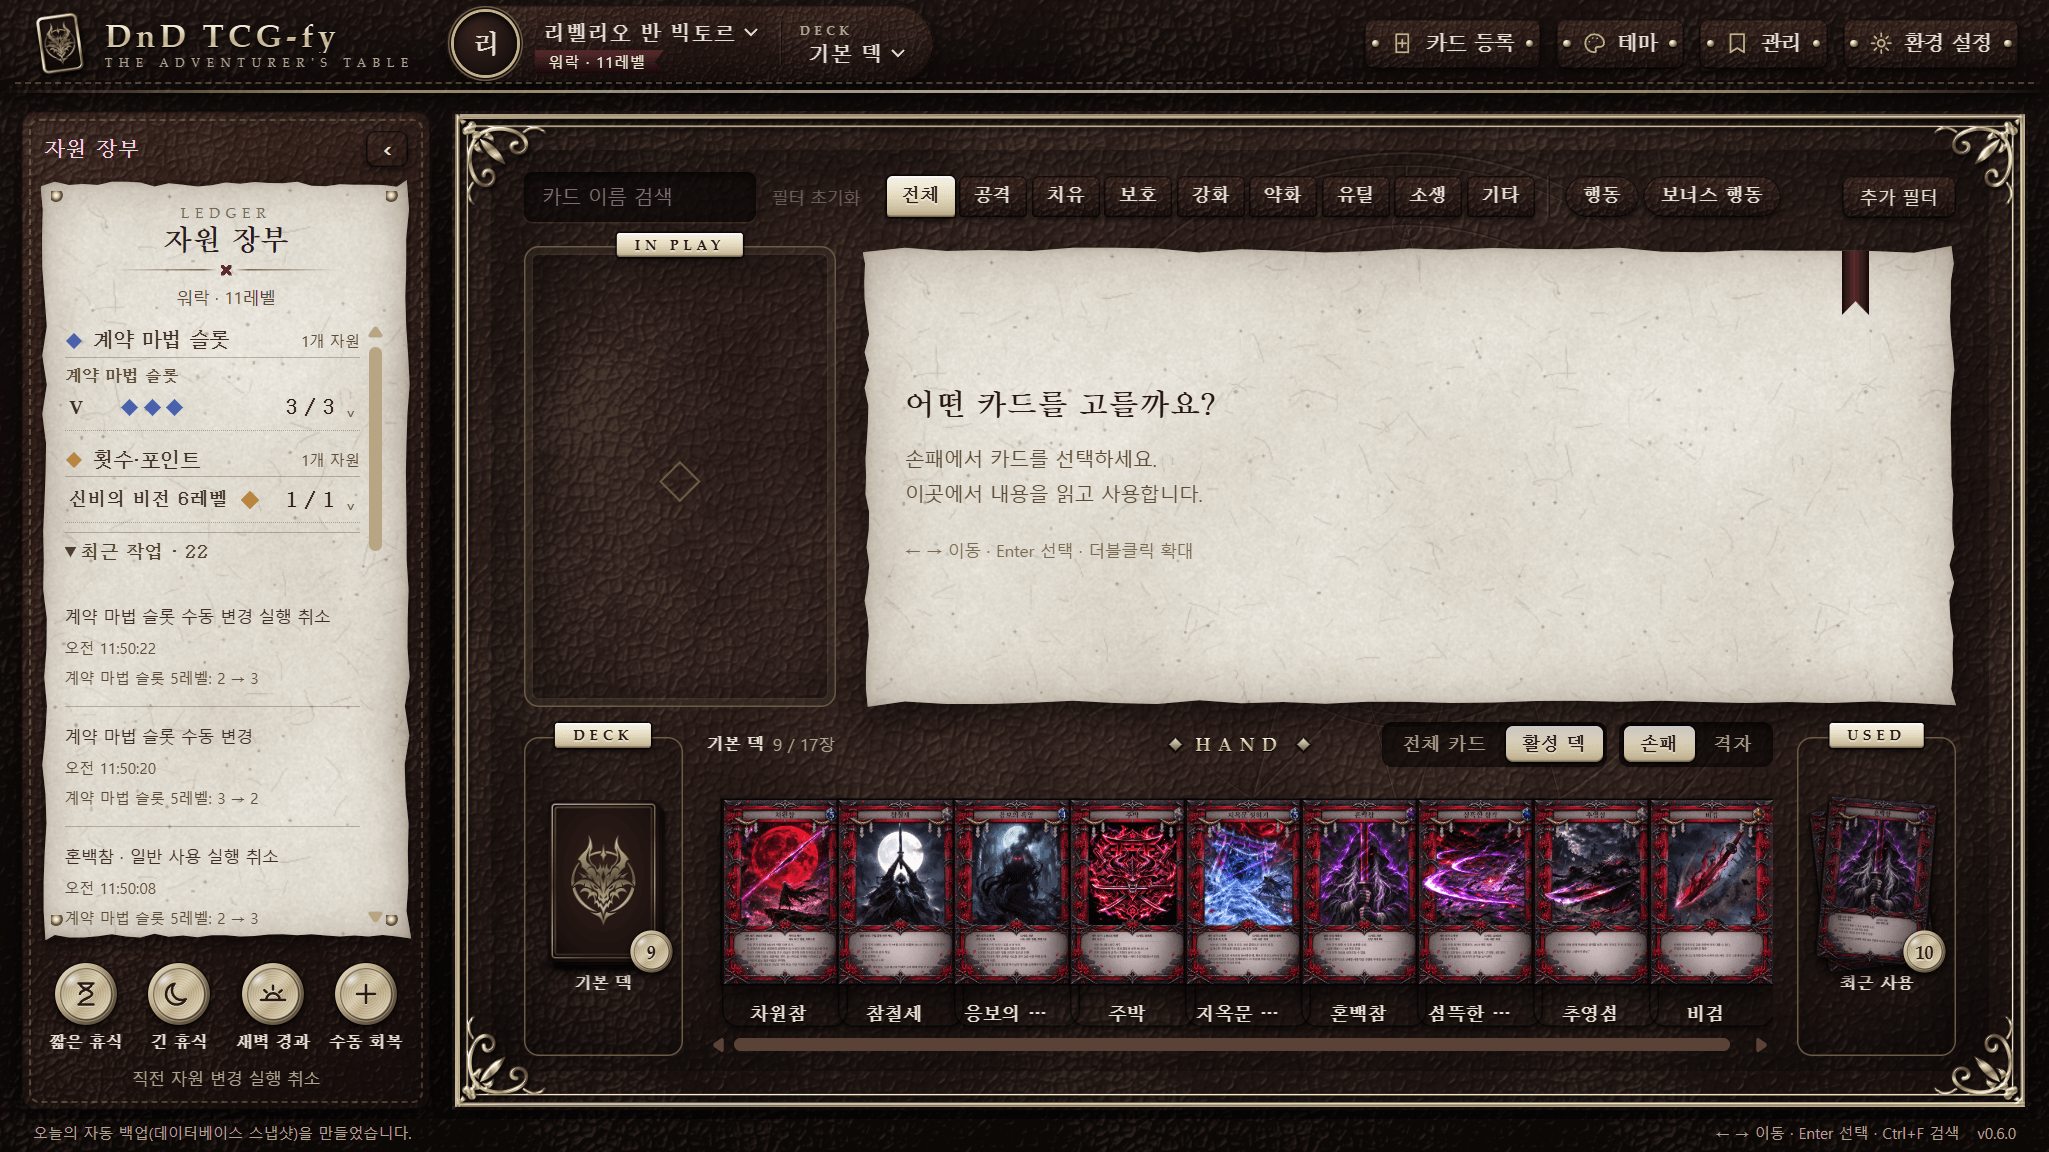 DnD TCG-fy
THE ADVENTURER'S TABLE
리
리벨리오 반 빅토르
워락 · 11레벨
DECK
기본 덱
카드 등록
테마
관리
환경 설정
자원 장부
LEDGER
자원 장부
워락 · 11레벨
계약 마법 슬롯 1개 자원
계약 마법 슬롯
V 3 / 3
횟수·포인트 1개 자원
신비의 비전 6레벨 1 / 1
▼최근 작업 · 22
계약 마법 슬롯 수동 변경 실행 취소
오전 11:50:22
계약 마법 슬롯 5레벨: 2 → 3
계약 마법 슬롯 수동 변경
오전 11:50:20
계약 마법 슬롯 5레벨: 3 → 2
혼백참 · 일반 사용 실행 취소
오전 11:50:08
계약 마법 슬롯 5레벨: 2 → 3
짧은 휴식 긴 휴식 새벽 경과 수동 회복
직전 자원 변경 실행 취소
카드 이름 검색 필터 초기화 전체 공격 치유 보호 강화 약화 유틸 소생 기타 행동 보너스 행동 추가 필터
IN PLAY
어떤 카드를 고를까요?
손패에서 카드를 선택하세요.
이곳에서 내용을 읽고 사용합니다.
← → 이동 · Enter 선택 · 더블클릭 확대
DECK
9
기본 덱
기본 덱 9 / 17장
HAND
전체 카드 활성 덱 손패 격자
차원참 참철세 응보의 ··· 주박 지옥문 ··· 혼백참 섬뜩한 ··· 추영섬 비검
USED
10
최근 사용
오늘의 자동 백업(데이터베이스 스냅샷)을 만들었습니다.
← → 이동 · Enter 선택 · Ctrl+F 검색 v0.6.0